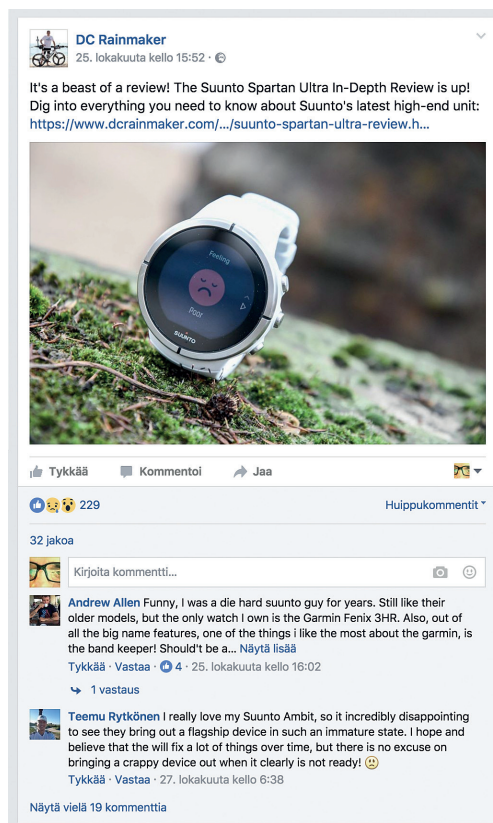 DC Rainmaker
25. lokakuuta kello 15:52 ·
It's a beast of a review! The Suunto Spartan Ultra In-Depth Review is up!
Dig into everything you need to know about Suunto's latest high-end unit:
https://www.dcrainmaker.com/.../suunto-spartan-ultra-review.h...
Feeling
Poor
SUUNTO
Tykkää Kommentoi Jaa
229 Huippukommentit
32 jakoa
Kirjoita kommentti...
Andrew Allen Funny, I was a die hard suunto guy for years. Still like their
older models, but the only watch I own is the Garmin Fenix 3HR. Also, out of
all the big name features, one of the things i like the most about the garmin, is
the band keeper! Should't be a... Näytä lisää
Tykkää · Vastaa · 4 · 25. lokakuuta kello 16:02
1 vastaus
Teemu Rytkönen I really love my Suunto Ambit, so it incredibly disappointing
to see they bring out a flagship device in such an immature state. I hope and
believe that the will fix a lot of things over time, but there is no excuse on
bringing a crappy device out when it clearly is not ready!
Tykkää · Vastaa · 27. lokakuuta kello 6:38
Näytä vielä 19 kommenttia